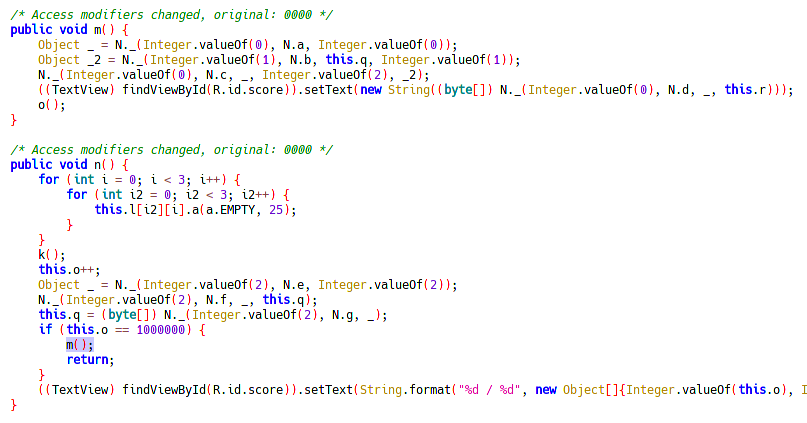 /* Access modifiers changed, original: 0000 */
public void m() {
    Object _ = N._(Integer.valueOf(0), N.a, Integer.valueOf(0));
    Object _2 = N._(Integer.valueOf(1), N.b, this.q, Integer.valueOf(1));
    N._(Integer.valueOf(0), N.c, _, Integer.valueOf(2), _2);
    ((TextView) findViewById(R.id.score)).setText(new String((byte[]) N._(Integer.valueOf(0), N.d, _, this.r)));
    o();
}
/* Access modifiers changed, original: 0000 */
public void n() {
    for (int i = 0; i < 3; i++) {
        for (int i2 = 0; i2 < 3; i2++) {
            this.l[i2][i].a(a.EMPTY, 25);
        }
    }
    k();
    this.o++;
    Object _ = N._(Integer.valueOf(2), N.e, Integer.valueOf(2));
    N._(Integer.valueOf(2), N.f, _, this.q);
    this.q = (byte[]) N._(Integer.valueOf(2), N.g, _);
    if (this.o == 1000000) {
        m();
        return;
    }
    ((TextView) findViewById(R.id.score)).setText(String.format("%d / %d", new Object[]{Integer.valueOf(this.o), I
}